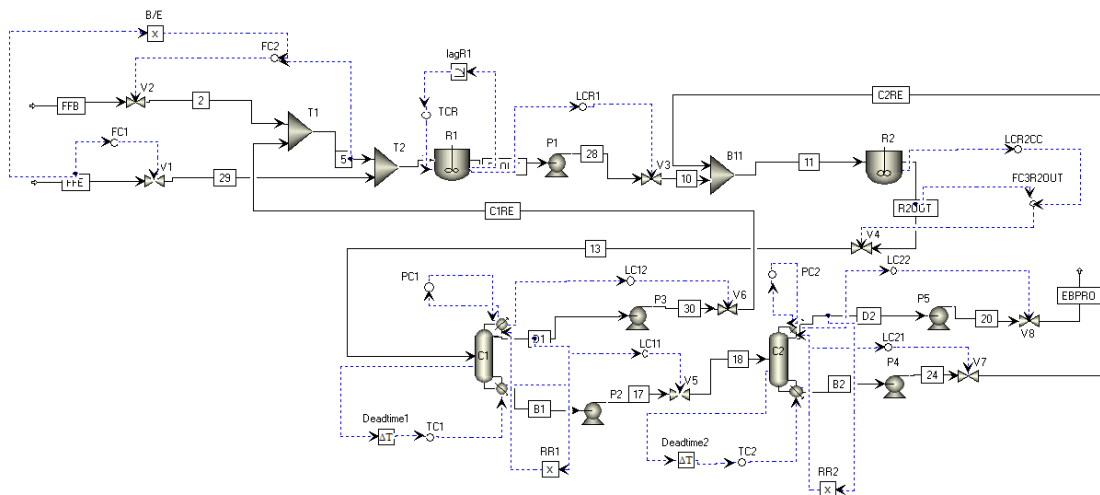 B/E
X
FC2
lagR1
C2RE
V2
LCR1
FFB
2
T1
TCR
R2
LCR2CC
FC1
R1
T2
P1
B11
11
V1
5
28
V3
FC3R2OUT
FFE
29
10
R2OUT
C1RE
V4
13
PC1
LC12
PC2
LC22
EBPRO
P3
V6
P5
30
D2
20
C1
D1
V8
LC11
C2
LC21
18
P4
V7
V5
P2
17
B2
24
B1
Deadtime1
ΔT
TC1
Deadtime2
ΔT
TC2
RR1
X
RR2
X